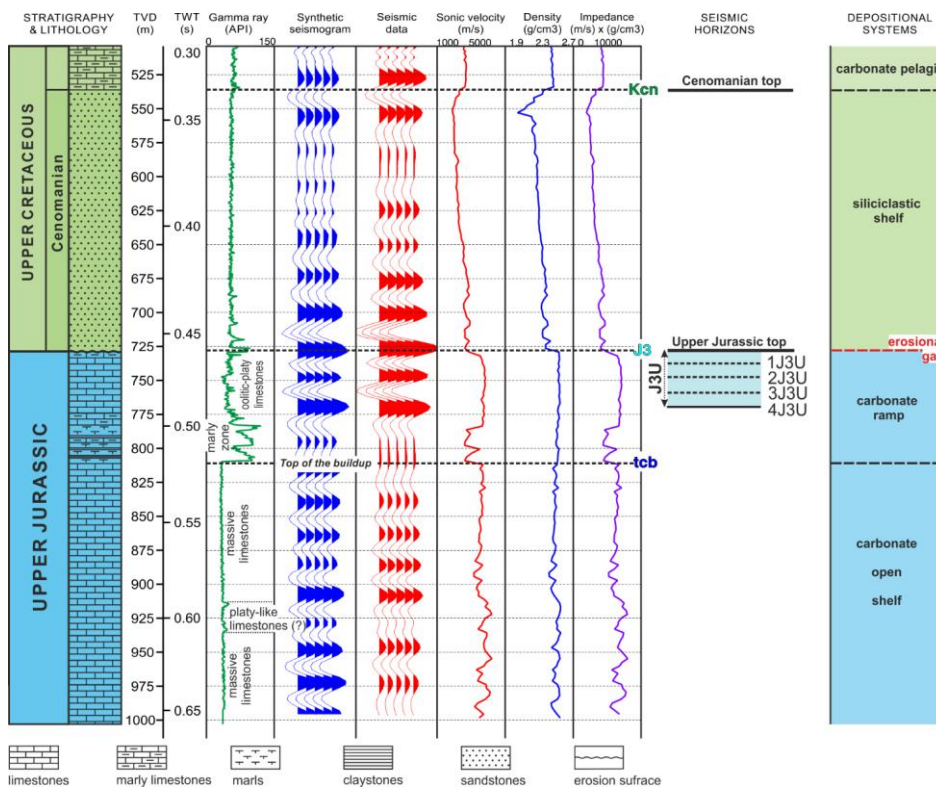 STRATIGRAPHY & LITHOLOGY
TVD (m)
TWT (s)
Gamma ray (API)
0 150
Synthetic seismogram
Seismic data
Sonic velocity (m/s)
1000 5000
Density (g/cm3)
1.9 2.3 2.7
Impedance (m/s) x (g/cm3)
0 10000
SEISMIC HORIZONS
DEPOSITIONAL SYSTEMS
UPPER CRETACEOUS
Cenomanian
UPPER JURASSIC
525
550
575
600
625
650
675
700
725
750
775
800
825
850
875
900
925
950
975
1000
0.30
0.35
0.40
0.45
0.50
0.55
0.60
0.65
oolitic-platy limestones
marly zone
Top of the buildup
massive limestones
platy-like limestones (?)
massive limestones
Kcn
J3
tcb
Cenomanian top
Upper Jurassic top
J3U
1J3U
2J3U
3J3U
4J3U
carbonate pelagi
siliciclastic shelf
erosiona
ga
carbonate ramp
carbonate
open
shelf
limestones
marly limestones
marls
claystones
sandstones
erosion sufrace